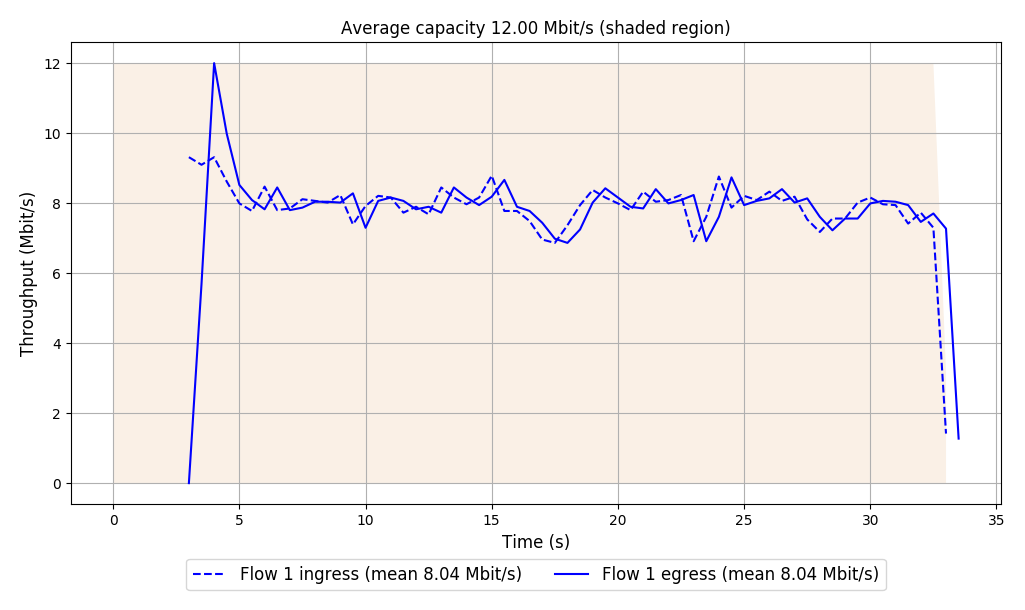 Average capacity 12.00 Mbit/s (shaded region)
12
10
8
6
4
2
0
Throughput (Mbit/s)
0 5 10 15 20 25 30 35
Time (s)
Flow 1 ingress (mean 8.04 Mbit/s) Flow 1 egress (mean 8.04 Mbit/s)